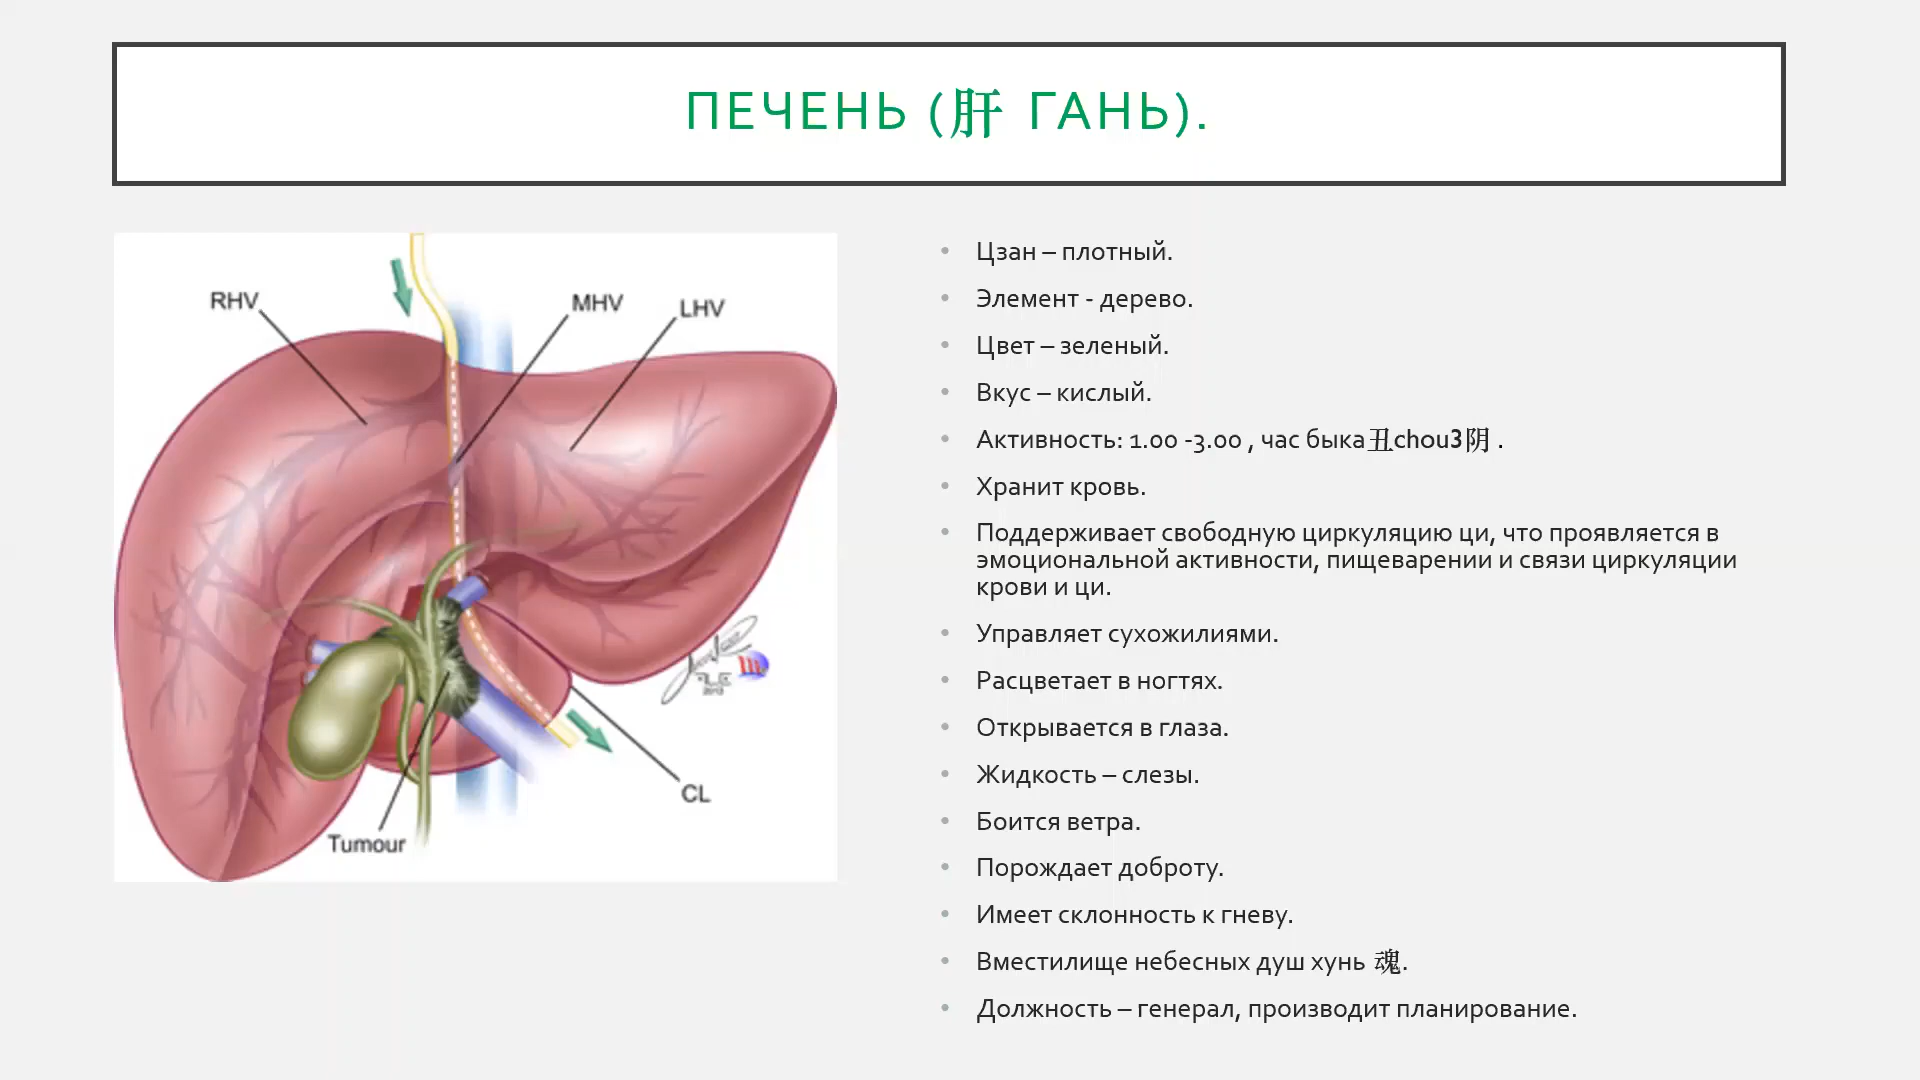 ПЕЧЕНЬ (肝 ГАНЬ).
RHV
MHV
LHV
CL
Tumour
2013
• Цзан – плотный.
• Элемент - дерево.
• Цвет – зеленый.
• Вкус – кислый.
• Активность: 1.00 -3.00 , час быка丑chou3阴 .
• Хранит кровь.
• Поддерживает свободную циркуляцию ци, что проявляется в
эмоциональной активности, пищеварении и связи циркуляции
крови и ци.
• Управляет сухожилиями.
• Расцветает в ногтях.
• Открывается в глаза.
• Жидкость – слезы.
• Боится ветра.
• Порождает доброту.
• Имеет склонность к гневу.
• Вместилище небесных душ хунь 魂.
• Должность – генерал, производит планирование.